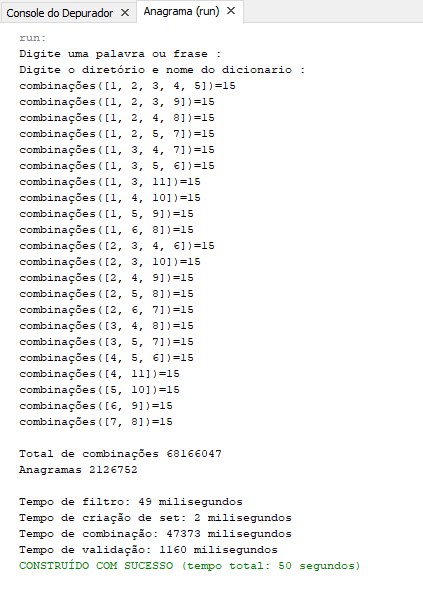 Console do Depurador × Anagrama (run) ×
run:
Digite uma palavra ou frase :
Digite o diretório e nome do dicionario :
combinações([1, 2, 3, 4, 5])=15
combinações([1, 2, 3, 9])=15
combinações([1, 2, 4, 8])=15
combinações([1, 2, 5, 7])=15
combinações([1, 3, 4, 7])=15
combinações([1, 3, 5, 6])=15
combinações([1, 3, 11])=15
combinações([1, 4, 10])=15
combinações([1, 5, 9])=15
combinações([1, 6, 8])=15
combinações([2, 3, 4, 6])=15
combinações([2, 3, 10])=15
combinações([2, 4, 9])=15
combinações([2, 5, 8])=15
combinações([2, 6, 7])=15
combinações([3, 4, 8])=15
combinações([3, 5, 7])=15
combinações([4, 5, 6])=15
combinações([4, 11])=15
combinações([5, 10])=15
combinações([6, 9])=15
combinações([7, 8])=15
Total de combinações 68166047
Anagramas 2126752
Tempo de filtro: 49 milisegundos
Tempo de criação de set: 2 milisegundos
Tempo de combinação: 47373 milisegundos
Tempo de validação: 1160 milisegundos
CONSTRUÍDO COM SUCESSO (tempo total: 50 segundos)